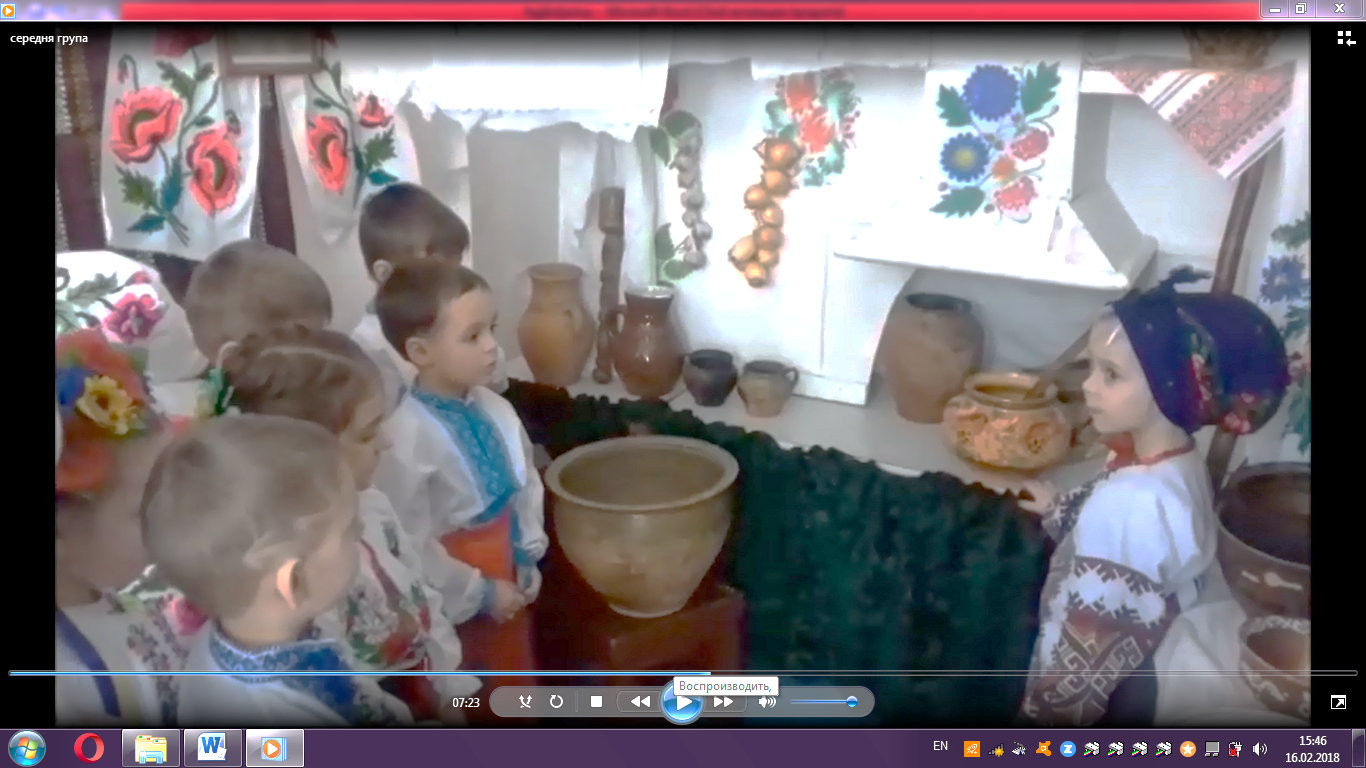 середня група
07:23
Воспроизводить,
EN
15:46
16.02.2018